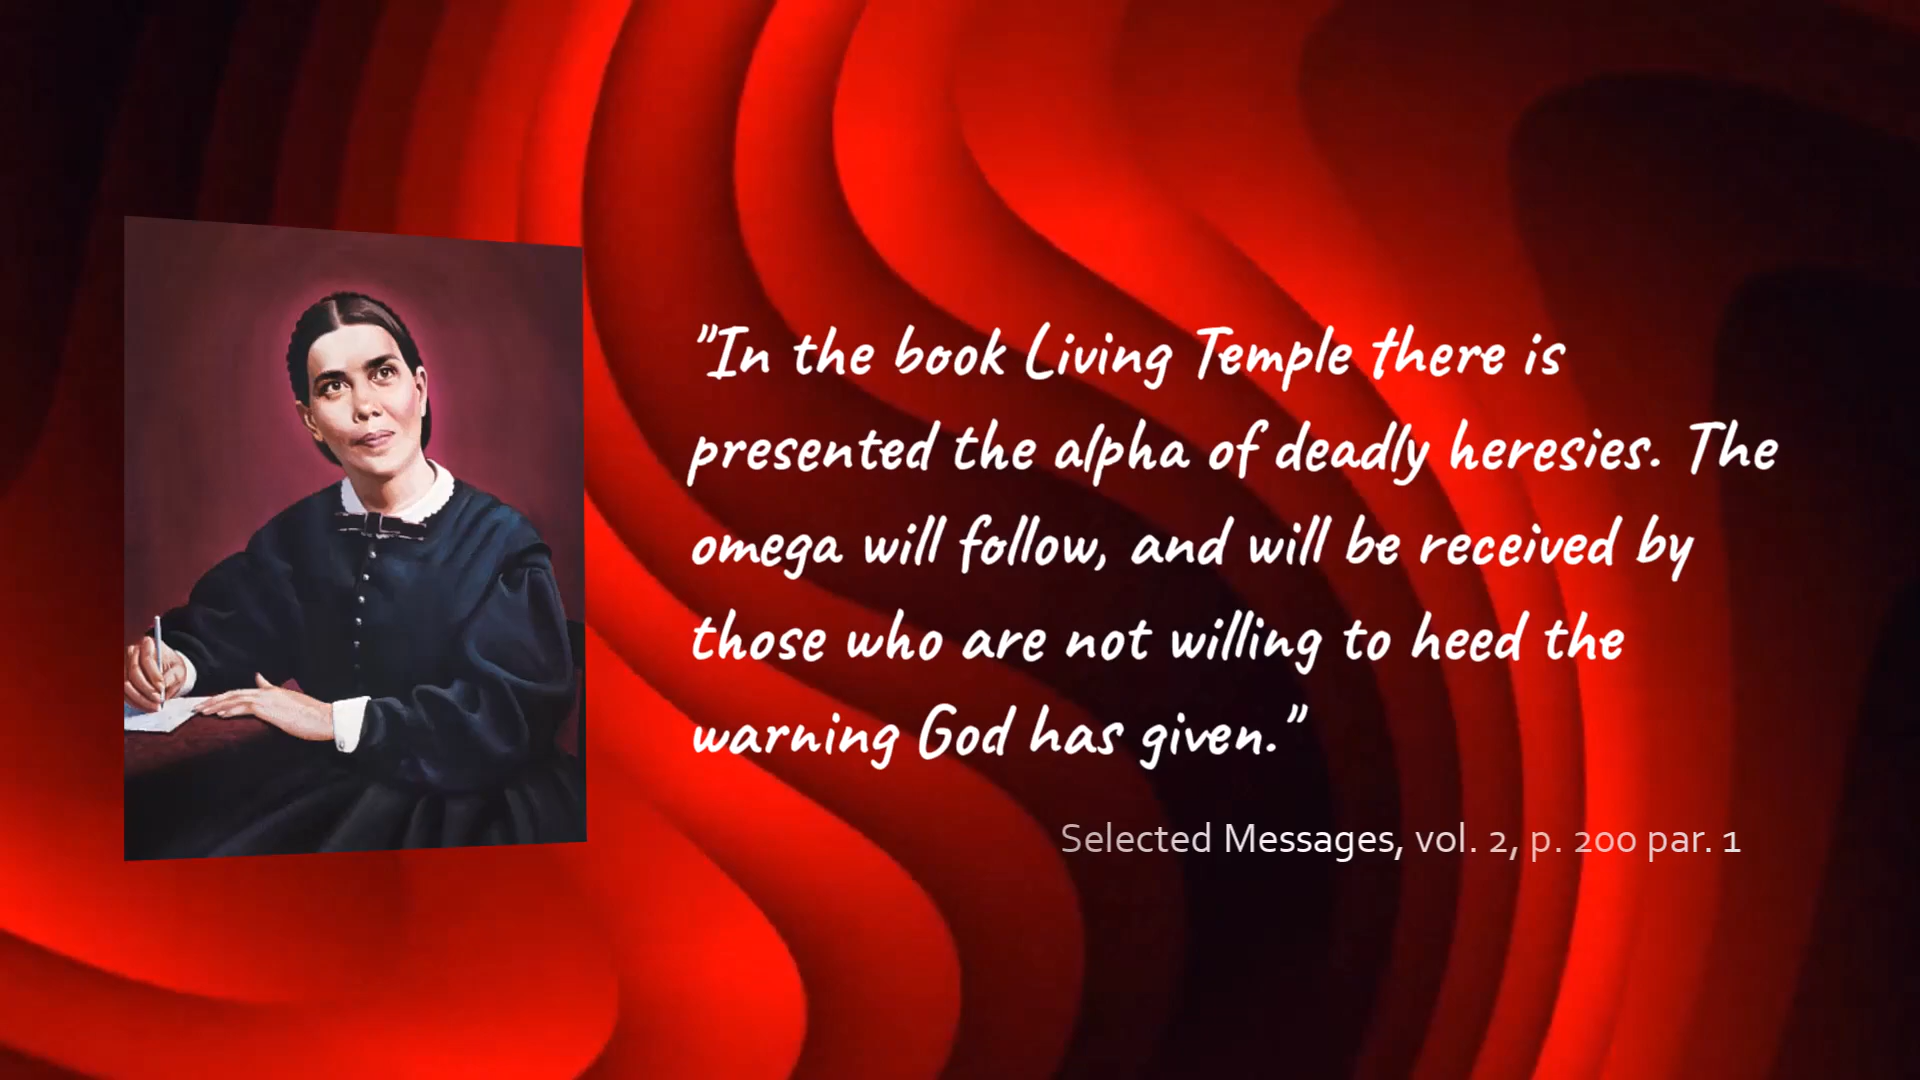 "In the book Living Temple there is
presented the alpha of deadly heresies. The
omega will follow, and will be received by
those who are not willing to heed the
warning God has given."
Selected Messages, vol. 2, p. 200 par. 1